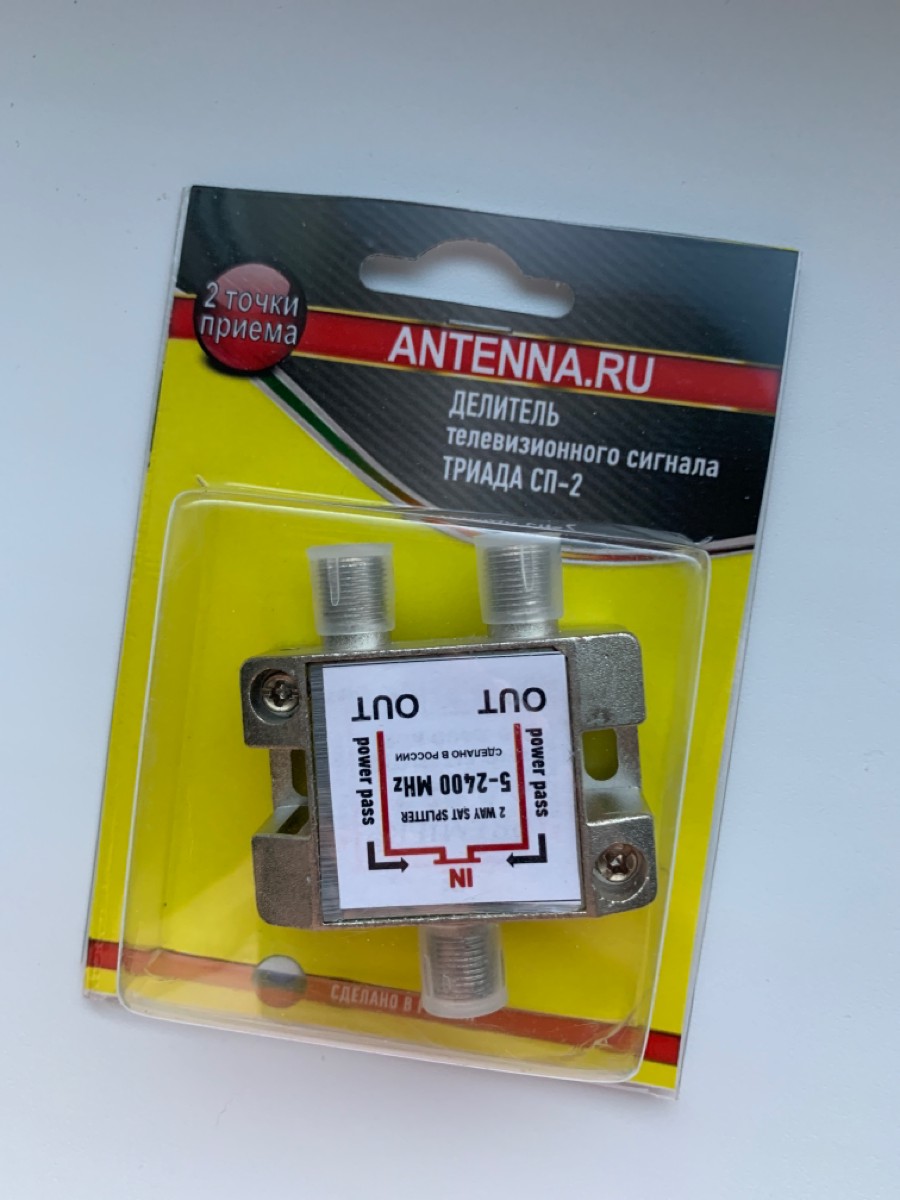 2 точки
приема
ANTENNA.RU
ДЕЛИТЕЛЬ
телевизионного сигнала
ТРИАДА СП-2
IN
2 WAY SAT SPLITTER
5-2400 MHz
СДЕЛАНО В РОССИИ
power pass
power pass
OUT
OUT
СДЕЛАНО В